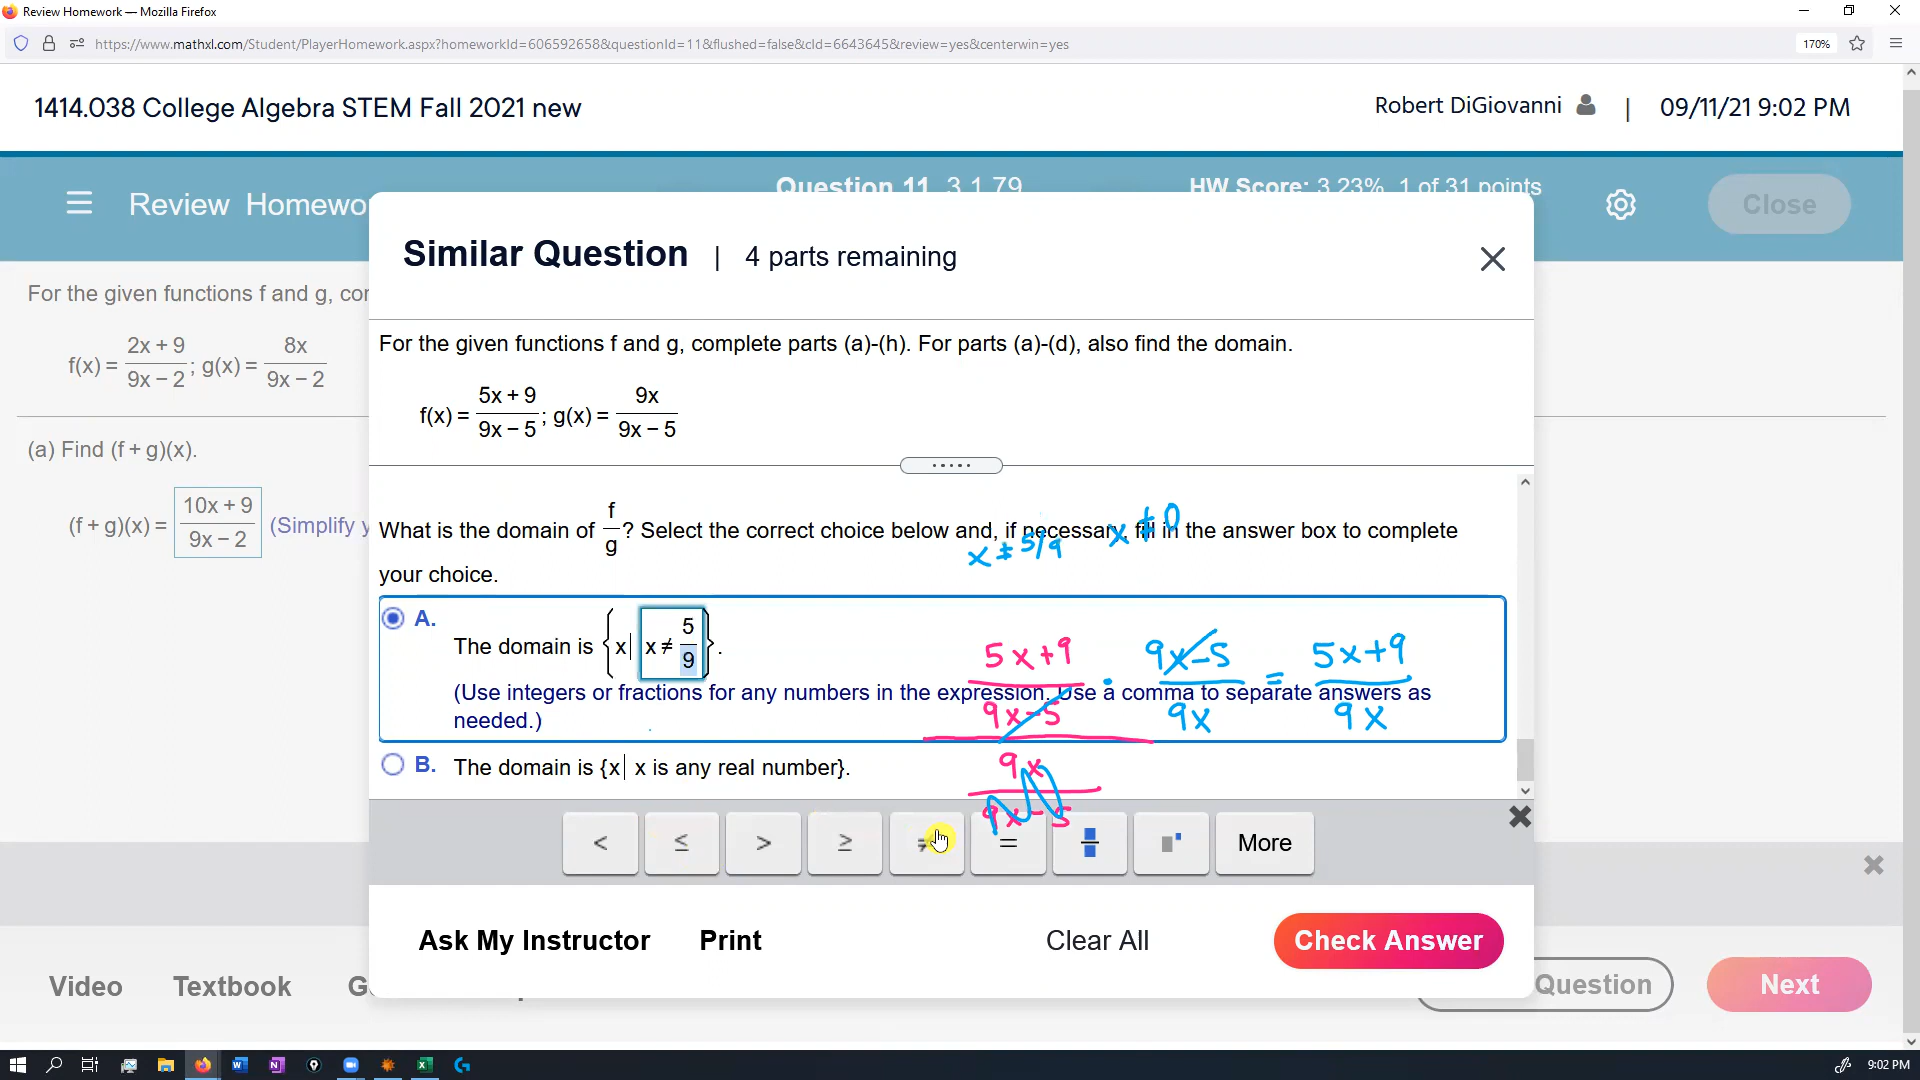 Review Homework — Mozilla Firefox
https://www.mathxl.com/Student/PlayerHomework.aspx?homeworkId=606592658&questionId=11&flushed=false&cId=6643645&review=yes&centerwin=yes
170%
1414.038 College Algebra STEM Fall 2021 new
Robert DiGiovanni | 09/11/21 9:02 PM
Review Homewo
Question 11, 3.1.79
HW Score: 3.23%, 1 of 31 points
Close
For the given functions f and g, co
f(x) = (2x + 9)/(9x − 2); g(x) = 8x/(9x − 2)
(a) Find (f + g)(x).
(f + g)(x) = (10x + 9)/(9x − 2) (Simplify y
Similar Question | 4 parts remaining
For the given functions f and g, complete parts (a)-(h). For parts (a)-(d), also find the domain.
f(x) = (5x + 9)/(9x − 5); g(x) = 9x/(9x − 5)
What is the domain of f/g? Select the correct choice below and, if necessary, fill in the answer box to complete
your choice.
x ≠ 5/9 x ≠ 0
A. The domain is {x| x ≠ 5/9}.
(Use integers or fractions for any numbers in the expression. Use a comma to separate answers as
needed.)
5x+9 · 9x-5 = 5x+9
9x-5 9x 9x
9x
9x-5
B. The domain is {x| x is any real number}.
< ≤ > ≥ ≠ = More
Ask My Instructor Print Clear All Check Answer
Video Textbook G Question Next
9:02 PM